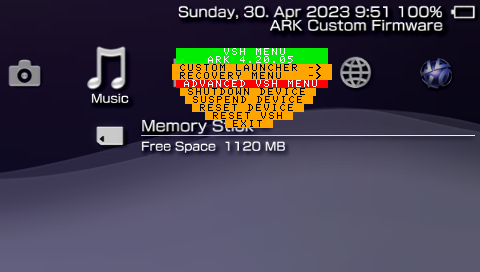 Sunday, 30. Apr 2023 9:51 100%
ARK Custom Firmware
VSH MENU
ARK 4.20.05
CUSTOM LAUNCHER ->
RECOVERY MENU ->
ADVANCED VSH MENU
SHUTDOWN DEVICE
SUSPEND DEVICE
RESET DEVICE
RESET VSH
EXIT
Music
Memory Stick
Free Space 1120 MB